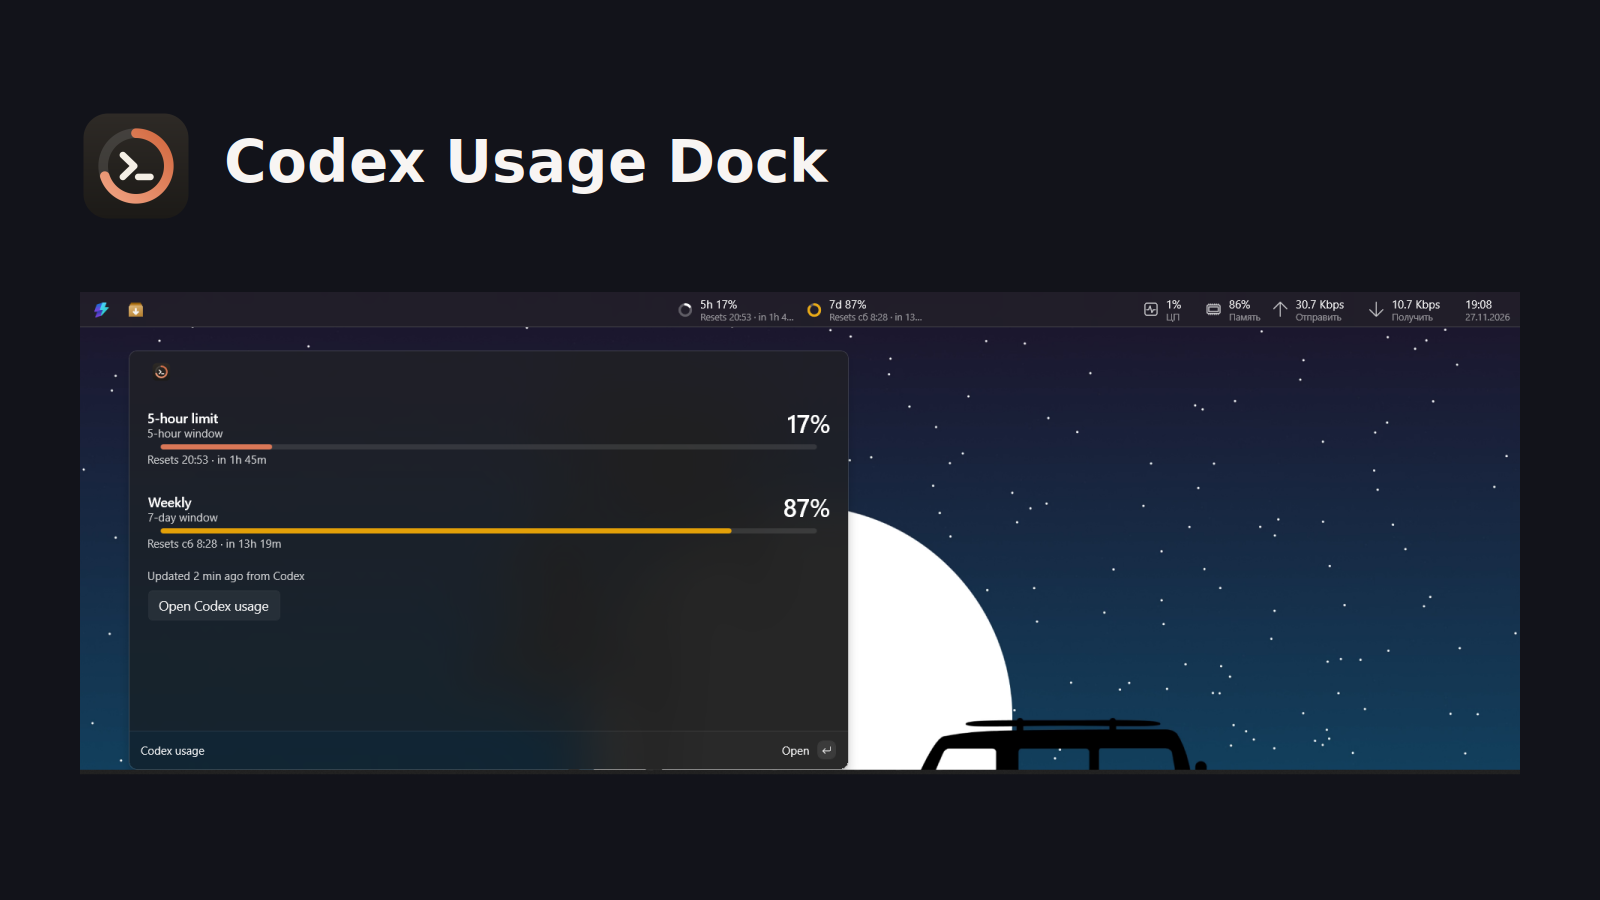 Codex Usage Dock
5h 17%
Resets 20:53 · in 1h 4...
7d 87%
Resets сб 8:28 · in 13...
1%
ЦП
86%
Память
30.7 Kbps
Отправить
10.7 Kbps
Получить
19:08
27.11.2026
5-hour limit
5-hour window
17%
Resets 20:53 · in 1h 45m
Weekly
7-day window
87%
Resets сб 8:28 · in 13h 19m
Updated 2 min ago from Codex
Open Codex usage
Codex usage
Open